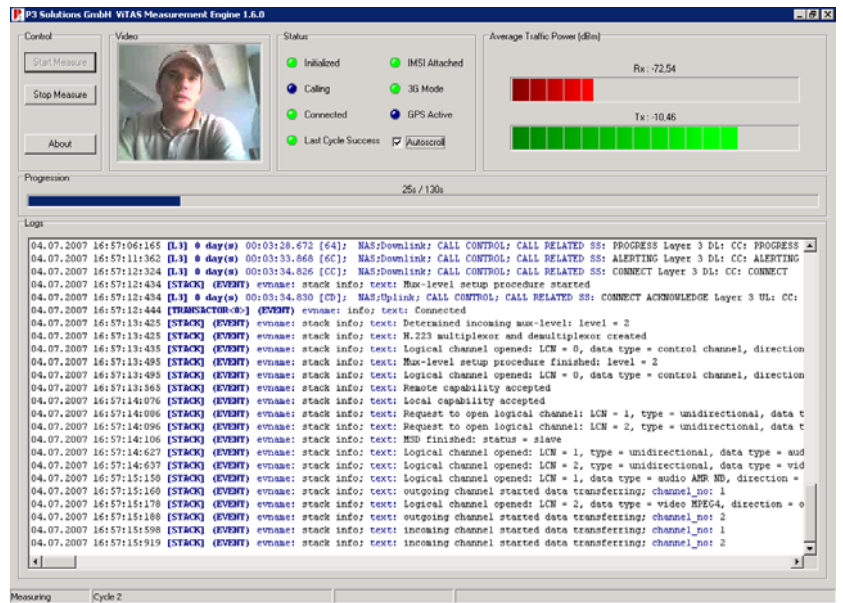 P3 Solutions GmbH ViTAS Measurement Engine 1.6.0
Control
Video
Status
Average Traffic Power (dBm)
Start Measure
Stop Measure
About
Initialized
IMSI Attached
Calling
3G Mode
Connected
GPS Active
Last Cycle Success
Autoscroll
Rx : -72,54
Tx : -10,46
Progression
25s / 130s
Logs
04.07.2007 16:57:06:165 [L3] 0 day(s) 00:03:28.672 [64]; NAS;Downlink; CALL CONTROL; CALL RELATED SS: PROGRESS Layer 3 DL: CC: PROGRESS
04.07.2007 16:57:11:362 [L3] 0 day(s) 00:03:33.868 [6C]; NAS;Downlink; CALL CONTROL; CALL RELATED SS: ALERTING Layer 3 DL: CC: ALERTING
04.07.2007 16:57:12:324 [L3] 0 day(s) 00:03:34.826 [CC]; NAS;Downlink; CALL CONTROL; CALL RELATED SS: CONNECT Layer 3 DL: CC: CONNECT
04.07.2007 16:57:12:434 [STACK] (EVENT) evname: stack info; text: Mux-level setup procedure started
04.07.2007 16:57:12:434 [L3] 0 day(s) 00:03:34.830 [CD]; NAS;Uplink; CALL CONTROL; CALL RELATED SS: CONNECT ACKNOWLEDGE Layer 3 UL: CC:
04.07.2007 16:57:12:444 [TRANSACTOR<0>] (EVENT) evname: info; text: Connected
04.07.2007 16:57:13:425 [STACK] (EVENT) evname: stack info; text: Determined incoming mux-level: level = 2
04.07.2007 16:57:13:425 [STACK] (EVENT) evname: stack info; text: H.223 multiplexor and demultiplexor created
04.07.2007 16:57:13:435 [STACK] (EVENT) evname: stack info; text: Logical channel opened: LCN = 0, data type = control channel, direction
04.07.2007 16:57:13:495 [STACK] (EVENT) evname: stack info; text: Mux-level setup procedure finished: level = 2
04.07.2007 16:57:13:495 [STACK] (EVENT) evname: stack info; text: Logical channel opened: LCN = 0, data type = control channel, direction
04.07.2007 16:57:13:565 [STACK] (EVENT) evname: stack info; text: Remote capability accepted
04.07.2007 16:57:14:076 [STACK] (EVENT) evname: stack info; text: Local capability accepted
04.07.2007 16:57:14:086 [STACK] (EVENT) evname: stack info; text: Request to open logical channel: LCN = 1, type = unidirectional, data t
04.07.2007 16:57:14:096 [STACK] (EVENT) evname: stack info; text: Request to open logical channel: LCN = 2, type = unidirectional, data t
04.07.2007 16:57:14:106 [STACK] (EVENT) evname: stack info; text: MSD finished: status = slave
04.07.2007 16:57:14:627 [STACK] (EVENT) evname: stack info; text: Logical channel opened: LCN = 1, type = unidirectional, data type = aud
04.07.2007 16:57:14:637 [STACK] (EVENT) evname: stack info; text: Logical channel opened: LCN = 2, type = unidirectional, data type = vid
04.07.2007 16:57:15:158 [STACK] (EVENT) evname: stack info; text: Logical channel opened: LCN = 1, data type = audio AMR NB, direction =
04.07.2007 16:57:15:168 [STACK] (EVENT) evname: stack info; text: outgoing channel started data transferring; channel_no: 1
04.07.2007 16:57:15:178 [STACK] (EVENT) evname: stack info; text: Logical channel opened: LCN = 2, data type = video MPEG4, direction = o
04.07.2007 16:57:15:188 [STACK] (EVENT) evname: stack info; text: outgoing channel started data transferring; channel_no: 2
04.07.2007 16:57:15:598 [STACK] (EVENT) evname: stack info; text: incoming channel started data transferring; channel_no: 1
04.07.2007 16:57:15:919 [STACK] (EVENT) evname: stack info; text: incoming channel started data transferring; channel_no: 2
Measuring
Cycle 2